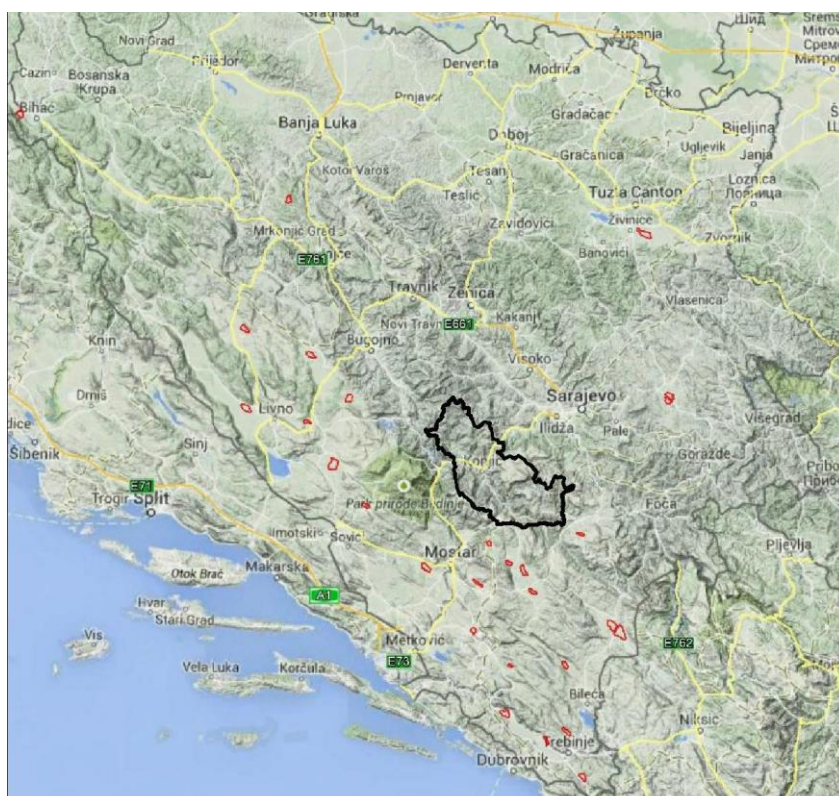 Gradiška
Županja
Шид
Novi Grad
Prijedor
Derventa
Modriča
Cazin
Bosanska
Krupa
Prnjavor
Brčko
Bihać
Banja Luka
Doboj
Gradačac
Bijeljina
Gračanica
Ugljevik
Janja
Kotor Varoš
Teslić
Tešanj
Tuzla Canton
Loznica
Лозница
Živinice
Zavidovići
Banovići
Zvornik
Mrkonjić Grad
E761
Travnik
Zenica
Vlasenica
Novi Travnik
E661
Kakanj
Knin
Bugojno
Visoko
Drniš
Livno
Sarajevo
Ilidža
Pale
Višegrad
Šibenik
Sinj
Goražde
E71
Trogir
Split
Park prirode Blidinje
Foča
Imotski
Pljevlja
Otok Brač
Makarska
Mostar
Hvar
Stari Grad
A1
Vis
Metković
E73
E762
Vela Luka
Korčula
Bileća
Nikšić
Trebinje
Dubrovnik